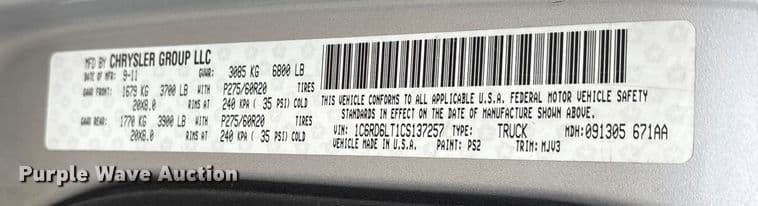 MFD BY CHRYSLER GROUP LLC
DATE OF MFR: 9-11 GVWR: 3085 KG 6800 LB
GAWR FRONT: 1679 KG 3700 LB WITH P275/60R20 TIRES
20X8.0 RIMS AT 240 KPA ( 35 PSI) COLD
GAWR REAR: 1770 KG 3900 LB WITH P275/60R20 TIRES
20X8.0 RIMS AT 240 KPA ( 35 PSI) COLD
THIS VEHICLE CONFORMS TO ALL APPLICABLE U.S.A. FEDERAL MOTOR VEHICLE SAFETY
STANDARDS IN EFFECT ON THE DATE OF MANUFACTURE SHOWN ABOVE.
VIN: 1C6RD6LT1CS137257 TYPE: TRUCK MDH: 091305 671AA
VEHICLE MADE IN U.S.A. PAINT: PS2 TRIM: MJV3
Purple Wave Auction